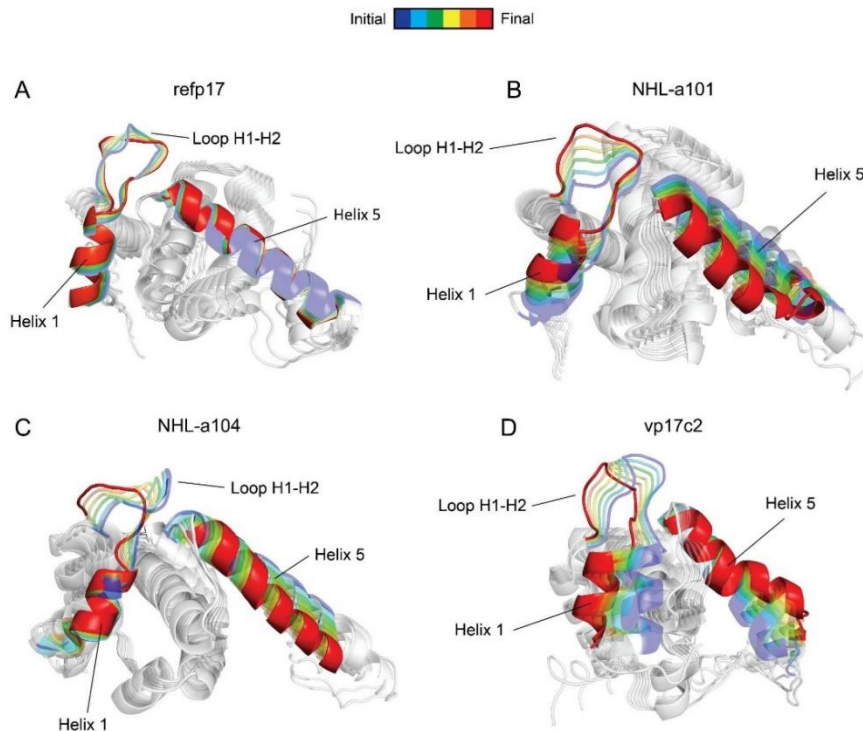 Initial Final
A refp17
Loop H1-H2
Helix 5
Helix 1
B NHL-a101
Loop H1-H2
Helix 5
Helix 1
C NHL-a104
Loop H1-H2
Helix 5
Helix 1
D vp17c2
Loop H1-H2
Helix 5
Helix 1